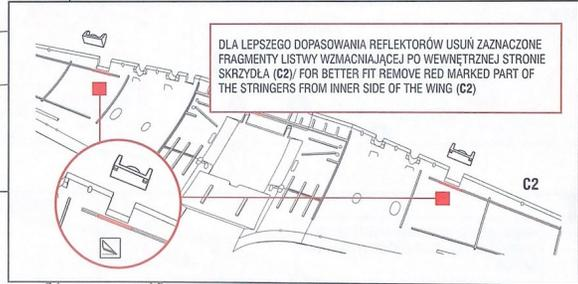 DLA LEPSZEGO DOPASOWANIA REFLEKTORÓW USUŃ ZAZNACZONE
FRAGMENTY LISTWY WZMACNIAJĄCEJ PO WEWNĘTRZNEJ STRONIE
SKRZYDŁA (C2)/ FOR BETTER FIT REMOVE RED MARKED PART OF
THE STRINGERS FROM INNER SIDE OF THE WING (C2)
C2